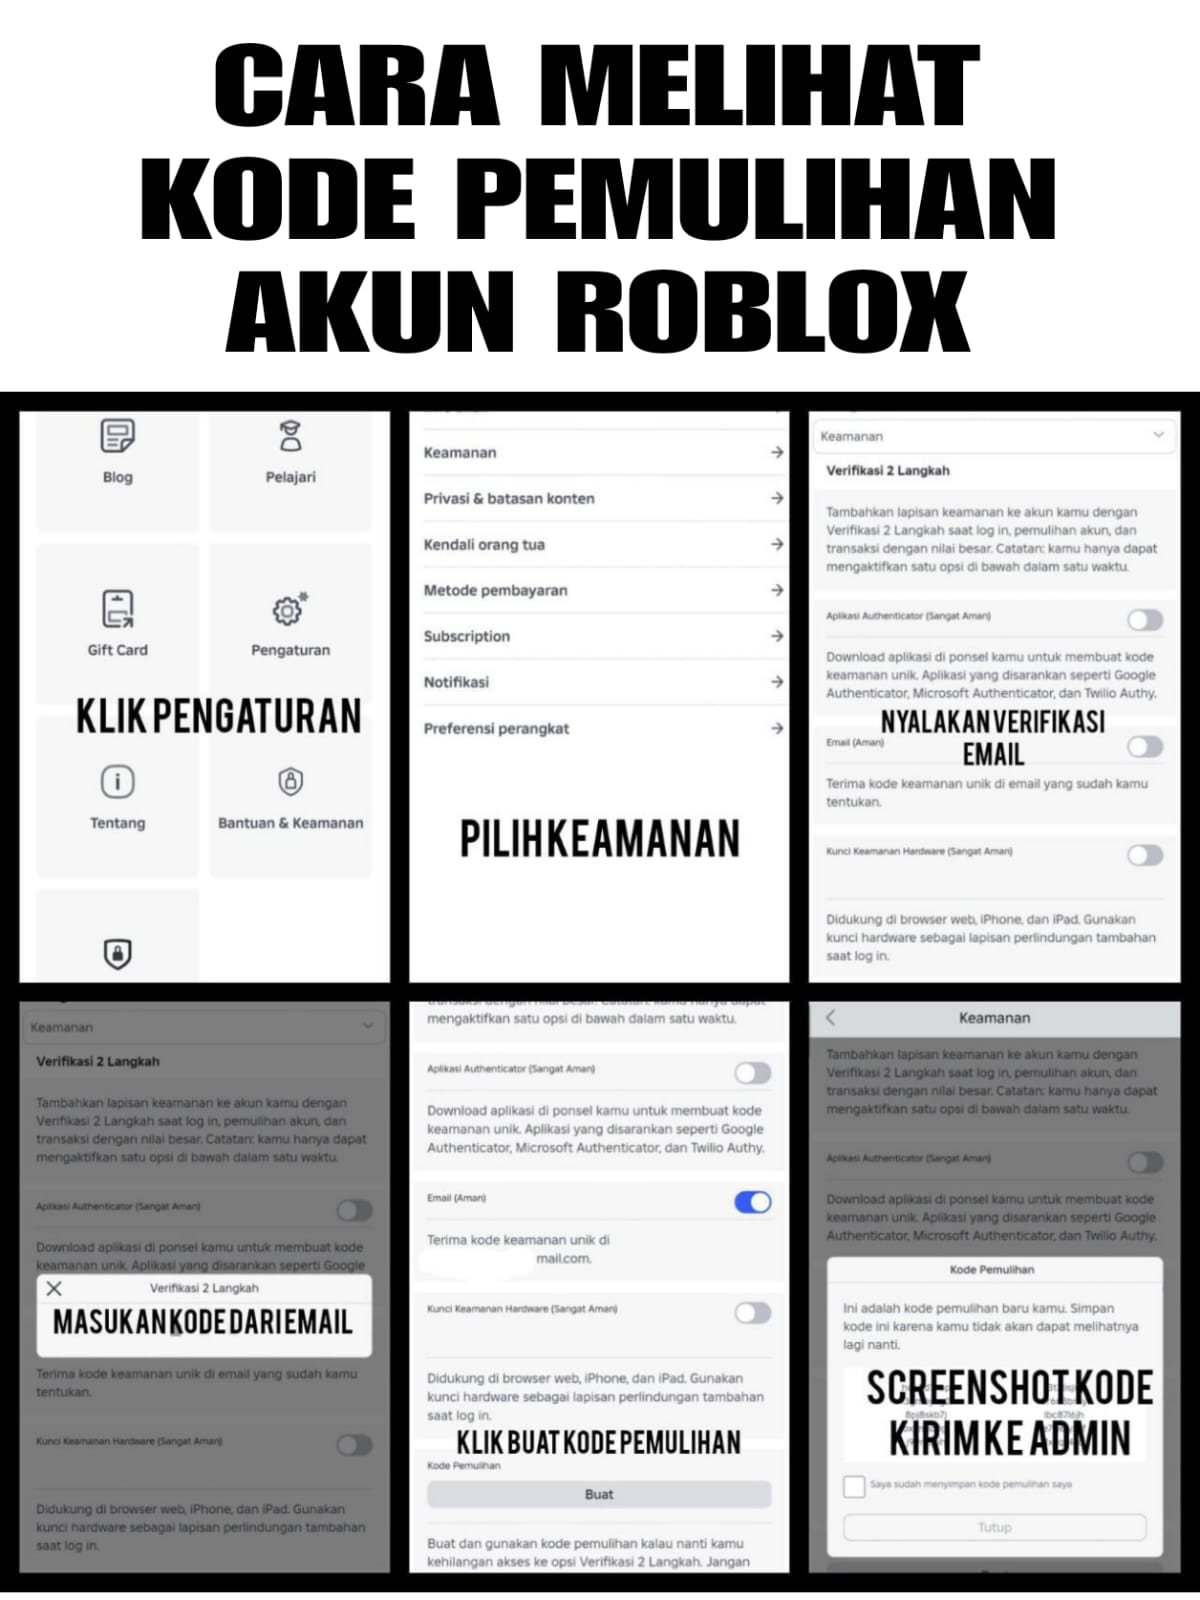 CARA MELIHAT
KODE PEMULIHAN
AKUN ROBLOX
Blog
Pelajari
Gift Card
Pengaturan
KLIK PENGATURAN
Tentang
Bantuan & Keamanan
Keamanan
Privasi & batasan konten
Kendali orang tua
Metode pembayaran
Subscription
Notifikasi
Preferensi perangkat
PILIH KEAMANAN
Keamanan
Verifikasi 2 Langkah
Tambahkan lapisan keamanan ke akun kamu dengan
Verifikasi 2 Langkah saat log in, pemulihan akun, dan
transaksi dengan nilai besar. Catatan: kamu hanya dapat
mengaktifkan satu opsi di bawah dalam satu waktu.
Aplikasi Authenticator (Sangat Aman)
Download aplikasi di ponsel kamu untuk membuat kode
keamanan unik. Aplikasi yang disarankan seperti Google
Authenticator, Microsoft Authenticator, dan Twilio Authy.
NYALAKAN VERIFIKASI
EMAIL
Email (Aman)
Terima kode keamanan unik di email yang sudah kamu
tentukan.
Kunci Keamanan Hardware (Sangat Aman)
Didukung di browser web, iPhone, dan iPad. Gunakan
kunci hardware sebagai lapisan perlindungan tambahan
saat log in.
Keamanan
Verifikasi 2 Langkah
Tambahkan lapisan keamanan ke akun kamu dengan
Verifikasi 2 Langkah saat log in, pemulihan akun, dan
transaksi dengan nilai besar. Catatan: kamu hanya dapat
mengaktifkan satu opsi di bawah dalam satu waktu.
Aplikasi Authenticator (Sangat Aman)
Download aplikasi di ponsel kamu untuk membuat kode
keamanan unik. Aplikasi yang disarankan seperti Google
Verifikasi 2 Langkah
MASUKAN KODE DARI EMAIL
Terima kode keamanan unik di email yang sudah kamu
tentukan.
Kunci Keamanan Hardware (Sangat Aman)
Didukung di browser web, iPhone, dan iPad. Gunakan
kunci hardware sebagai lapisan perlindungan tambahan
saat log in.
transaksi dengan nilai besar. Catatan: kamu hanya dapat
mengaktifkan satu opsi di bawah dalam satu waktu.
Aplikasi Authenticator (Sangat Aman)
Download aplikasi di ponsel kamu untuk membuat kode
keamanan unik. Aplikasi yang disarankan seperti Google
Authenticator, Microsoft Authenticator, dan Twilio Authy.
Email (Aman)
Terima kode keamanan unik di
mail.com.
Kunci Keamanan Hardware (Sangat Aman)
Didukung di browser web, iPhone, dan iPad. Gunakan
kunci hardware sebagai lapisan perlindungan tambahan
saat log in.
KLIK BUAT KODE PEMULIHAN
Kode Pemulihan
Buat
Buat dan gunakan kode pemulihan kalau nanti kamu
kehilangan akses ke opsi Verifikasi 2 Langkah. Jangan
Keamanan
Tambahkan lapisan keamanan ke akun kamu dengan
Verifikasi 2 Langkah saat log in, pemulihan akun, dan
transaksi dengan nilai besar. Catatan: kamu hanya dapat
mengaktifkan satu opsi di bawah dalam satu waktu.
Aplikasi Authenticator (Sangat Aman)
Download aplikasi di ponsel kamu untuk membuat kode
keamanan unik. Aplikasi yang disarankan seperti Google
Authenticator, Microsoft Authenticator, dan Twilio Authy.
Kode Pemulihan
Ini adalah kode pemulihan baru kamu. Simpan
kode ini karena kamu tidak akan dapat melihatnya
lagi nanti.
SCREENSHOT KODE
KIRIM KE ADMIN
Saya sudah menyimpan kode pemulihan saya
Tutup